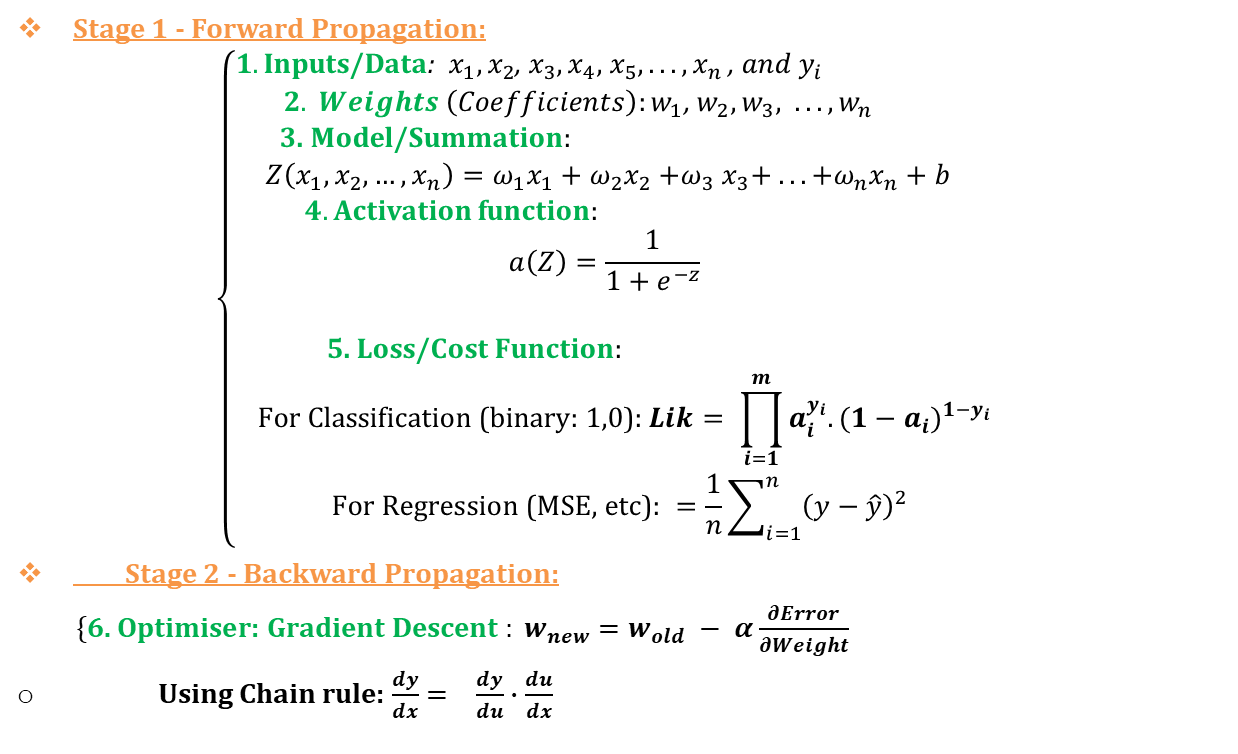 ❖ Stage 1 - Forward Propagation:
1. Inputs/Data: x₁, x₂, x₃, x₄, x₅, . . . , xₙ , and yᵢ
2. Weights (Coefficients): w₁, w₂, w₃, . . . , wₙ
3. Model/Summation:
Z(x₁, x₂, … , xₙ) = ω₁x₁ + ω₂x₂ +ω₃ x₃+ . . . +ωₙxₙ + b
4. Activation function:
a(Z) = 1 / (1 + e^(−z))
5. Loss/Cost Function:
For Classification (binary: 1,0): Lik = ∏_{i=1}^{m} aᵢ^{yᵢ}. (1 − aᵢ)^{1−yᵢ}
For Regression (MSE, etc): = 1/n ∑_{i=1}^{n} (y − ŷ)²
❖ Stage 2 - Backward Propagation:
{6. Optimiser: Gradient Descent : w_new = w_old − α ∂Error/∂Weight
○ Using Chain rule: dy/dx = dy/du · du/dx